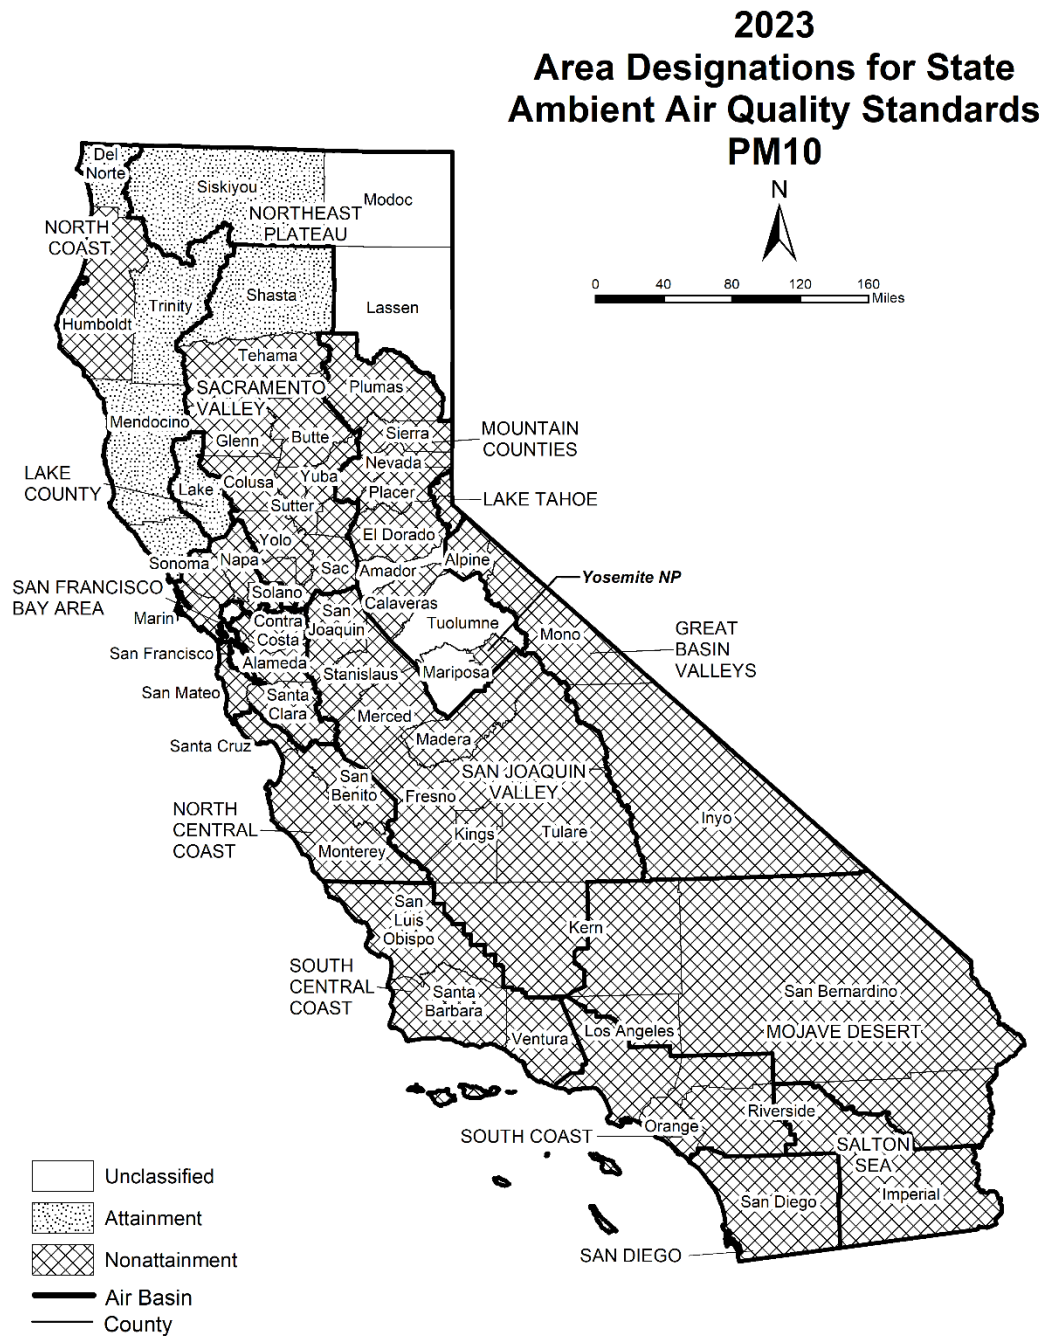 2023
Area Designations for State
Ambient Air Quality Standards
PM10
N
0 40 80 120 160
Miles
Del
Norte
Siskiyou
Modoc
NORTHEAST
PLATEAU
NORTH
COAST
Humboldt
Trinity
Shasta
Lassen
Tehama
SACRAMENTO
VALLEY
Plumas
Mendocino
Glenn
Butte
Sierra
MOUNTAIN
COUNTIES
Nevada
LAKE
COUNTY
Lake
Colusa
Yuba
Placer
LAKE TAHOE
Sutter
Yolo
El Dorado
Sonoma
Napa
Sac
Amador
Alpine
Yosemite NP
SAN FRANCISCO
BAY AREA
Solano
Marin
Contra
Costa
San
Joaquin
Calaveras
Tuolumne
Mono
GREAT
BASIN
VALLEYS
San Francisco
Alameda
Stanislaus
Mariposa
San Mateo
Santa
Clara
Merced
Santa Cruz
Madera
San
Benito
Fresno
SAN JOAQUIN
VALLEY
NORTH
CENTRAL
COAST
Monterey
Kings
Tulare
Inyo
San
Luis
Obispo
Kern
SOUTH
CENTRAL
COAST
Santa
Barbara
Ventura
Los Angeles
San Bernardino
MOJAVE DESERT
Orange
Riverside
SOUTH COAST
SALTON
SEA
San Diego
Imperial
SAN DIEGO
Unclassified
Attainment
Nonattainment
Air Basin
County